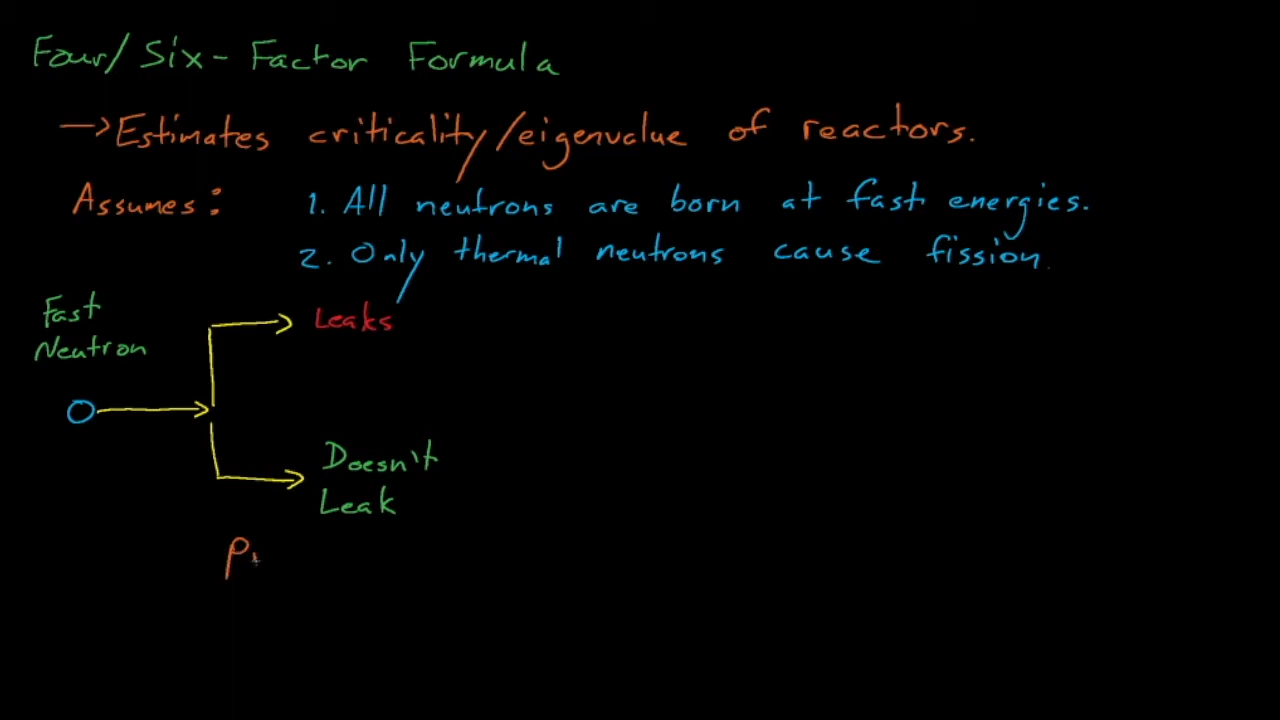 Four/Six-Factor Formula
→Estimates criticality/eigenvalue of reactors.
Assumes: 1. All neutrons are born at fast energies.
2. Only thermal neutrons cause fission.
Fast
Neutron
Leaks
Doesn't
Leak
P